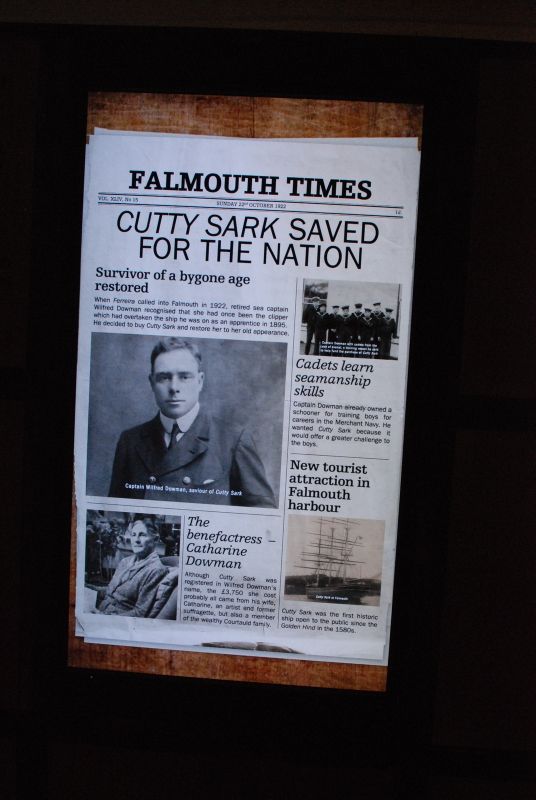 FALMOUTH TIMES
VOL. XLIV, No 15
SUNDAY 22ND OCTOBER 1922
1d.
CUTTY SARK SAVED
FOR THE NATION
Survivor of a bygone age
restored
When Ferreira called into Falmouth in 1922, retired sea captain
Wilfred Dowman recognised that she had once been the clipper
which had overtaken the ship he was on as an apprentice in 1895.
He decided to buy Cutty Sark and restore her to her old appearance.
Captain Wilfred Dowman, saviour of Cutty Sark
Cadets learn
seamanship
skills
Captain Dowman already owned a
schooner for training boys for
careers in the Merchant Navy. He
wanted Cutty Sark because it
would offer a greater challenge to
the boys.
New tourist
attraction in
Falmouth
harbour
Cutty Sark at Falmouth
Cutty Sark was the first historic
ship open to the public since the
Golden Hind in the 1580s.
The
benefactress –
Catharine
Dowman
Although Cutty Sark was
registered in Wilfred Dowman's
name, the £3,750 she cost
probably all came from his wife,
Catharine, an artist and former
suffragette, but also a member
of the wealthy Courtauld family.